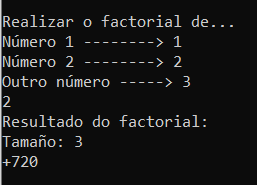 Realizar o factorial de...
Número 1 --------> 1
Número 2 --------> 2
Outro número -----> 3
2
Resultado do factorial:
Tamaño: 3
+720